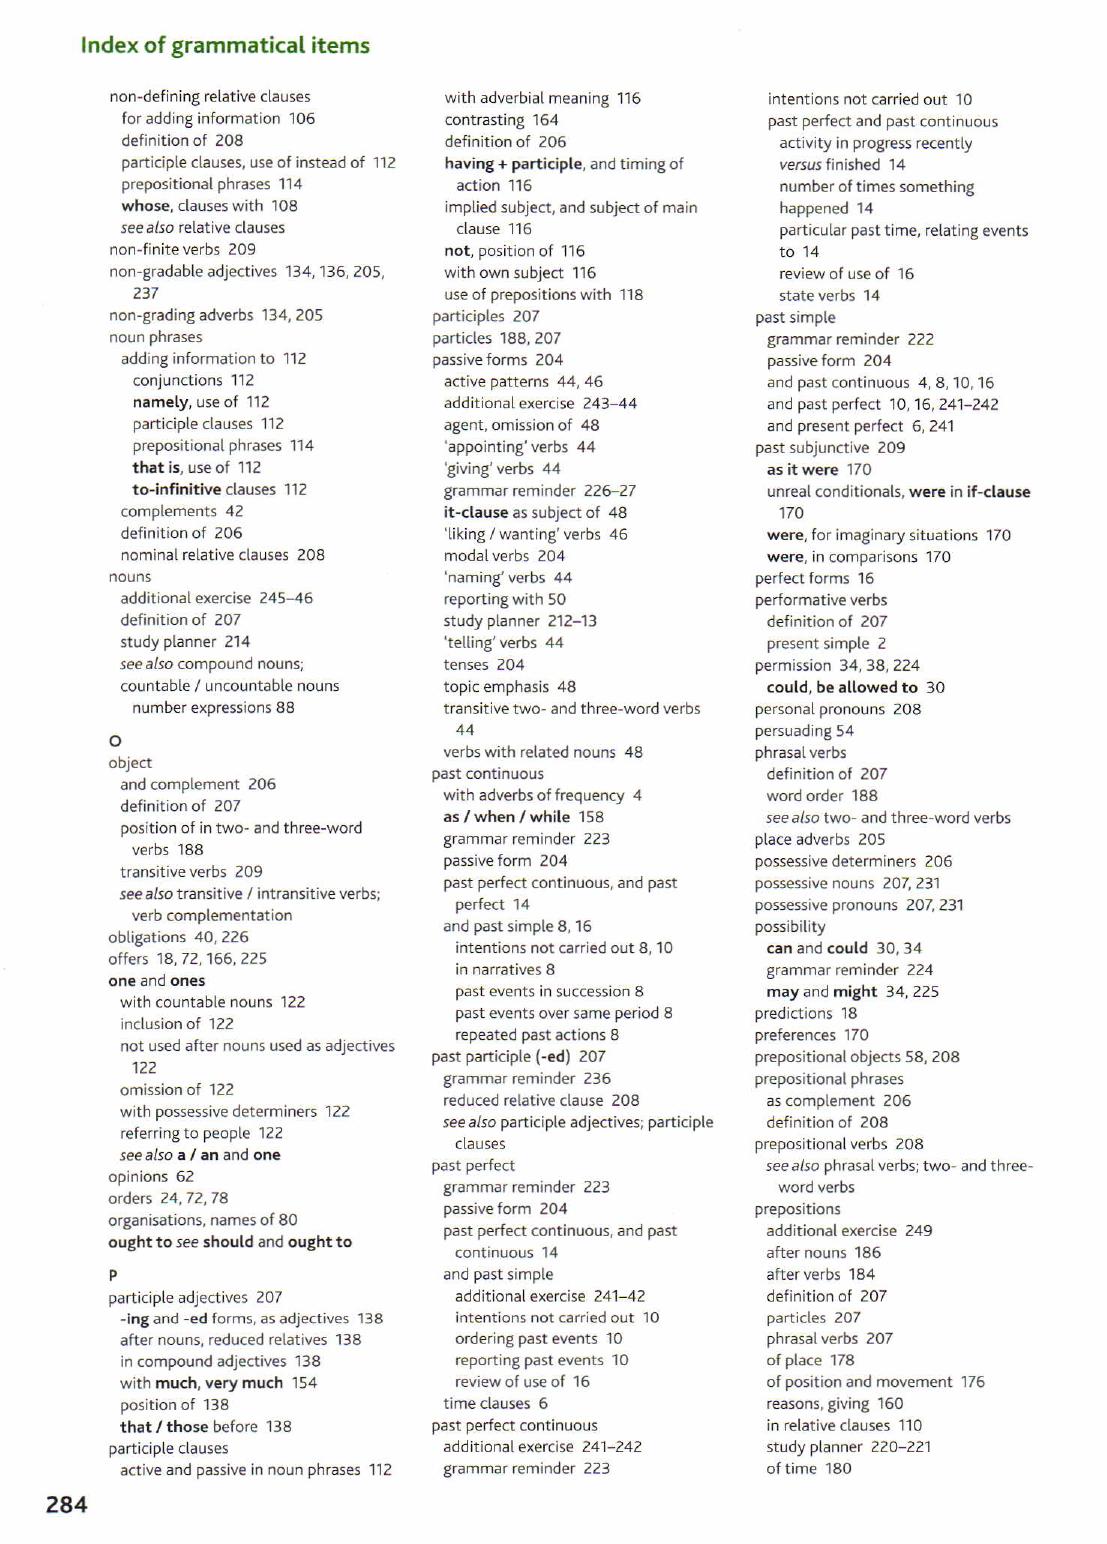 Index of grammatical items
non-defining relative clauses
for adding information 106
definition of 208
participle clauses, use of instead of 112
prepositional phrases 114
whose, clauses with 108
see also relative clauses
non-finite verbs 209
non-gradable adjectives 134, 136, 205,
237
non-grading adverbs 134, 205
noun phrases
adding information to 112
conjunctions 112
namely, use of 112
participle clauses 112
prepositional phrases 114
that is, use of 112
to-infinitive clauses 112
complements 42
definition of 206
nominal relative clauses 208
nouns
additional exercise 245–46
definition of 207
study planner 214
see also compound nouns;
countable / uncountable nouns
number expressions 88
O
object
and complement 206
definition of 207
position of in two- and three-word
verbs 188
transitive verbs 209
see also transitive / intransitive verbs;
verb complementation
obligations 40, 226
offers 18, 72, 166, 225
one and ones
with countable nouns 122
inclusion of 122
not used after nouns used as adjectives
122
omission of 122
with possessive determiners 122
referring to people 122
see also a / an and one
opinions 62
orders 24, 72, 78
organisations, names of 80
ought to see should and ought to
P
participle adjectives 207
-ing and -ed forms, as adjectives 138
after nouns, reduced relatives 138
in compound adjectives 138
with much, very much 154
position of 138
that / those before 138
participle clauses
active and passive in noun phrases 112
with adverbial meaning 116
contrasting 164
definition of 206
having + participle, and timing of
action 116
implied subject, and subject of main
clause 116
not, position of 116
with own subject 116
use of prepositions with 118
participles 207
particles 188, 207
passive forms 204
active patterns 44, 46
additional exercise 243–44
agent, omission of 48
'appointing' verbs 44
'giving' verbs 44
grammar reminder 226–27
it-clause as subject of 48
'liking / wanting' verbs 46
modal verbs 204
'naming' verbs 44
reporting with 50
study planner 212–13
'telling' verbs 44
tenses 204
topic emphasis 48
transitive two- and three-word verbs
44
verbs with related nouns 48
past continuous
with adverbs of frequency 4
as / when / while 158
grammar reminder 223
passive form 204
past perfect continuous, and past
perfect 14
and past simple 8, 16
intentions not carried out 8, 10
in narratives 8
past events in succession 8
past events over same period 8
repeated past actions 8
past participle (-ed) 207
grammar reminder 236
reduced relative clause 208
see also participle adjectives; participle
clauses
past perfect
grammar reminder 223
passive form 204
past perfect continuous, and past
continuous 14
and past simple
additional exercise 241–42
intentions not carried out 10
ordering past events 10
reporting past events 10
review of use of 16
time clauses 6
past perfect continuous
additional exercise 241–242
grammar reminder 223
intentions not carried out 10
past perfect and past continuous
activity in progress recently
versus finished 14
number of times something
happened 14
particular past time, relating events
to 14
review of use of 16
state verbs 14
past simple
grammar reminder 222
passive form 204
and past continuous 4, 8, 10, 16
and past perfect 10, 16, 241–242
and present perfect 6, 241
past subjunctive 209
as it were 170
unreal conditionals, were in if-clause
170
were, for imaginary situations 170
were, in comparisons 170
perfect forms 16
performative verbs
definition of 207
present simple 2
permission 34, 38, 224
could, be allowed to 30
personal pronouns 208
persuading 54
phrasal verbs
definition of 207
word order 188
see also two- and three-word verbs
place adverbs 205
possessive determiners 206
possessive nouns 207, 231
possessive pronouns 207, 231
possibility
can and could 30, 34
grammar reminder 224
may and might 34, 225
predictions 18
preferences 170
prepositional objects 58, 208
prepositional phrases
as complement 206
definition of 208
prepositional verbs 208
see also phrasal verbs; two- and three-
word verbs
prepositions
additional exercise 249
after nouns 186
after verbs 184
definition of 207
particles 207
phrasal verbs 207
of place 178
of position and movement 176
reasons, giving 160
in relative clauses 110
study planner 220–221
of time 180
284